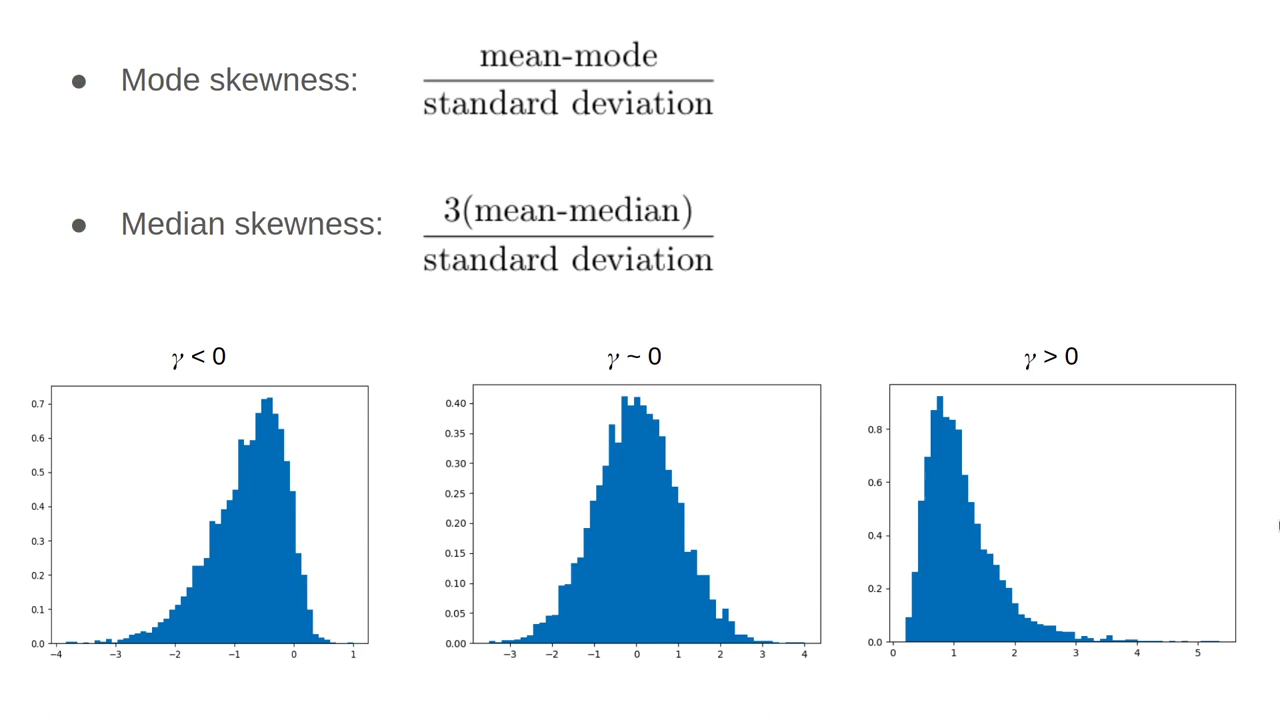 ● Mode skewness:
mean-mode
standard deviation
● Median skewness:
3(mean-median)
standard deviation
γ < 0
γ ~ 0
γ > 0
0.7
0.6
0.5
0.4
0.3
0.2
0.1
0.0
−4 −3 −2 −1 0 1
0.40
0.35
0.30
0.25
0.20
0.15
0.10
0.05
0.00
−3 −2 −1 0 1 2 3 4
0.8
0.6
0.4
0.2
0.0
0 1 2 3 4 5